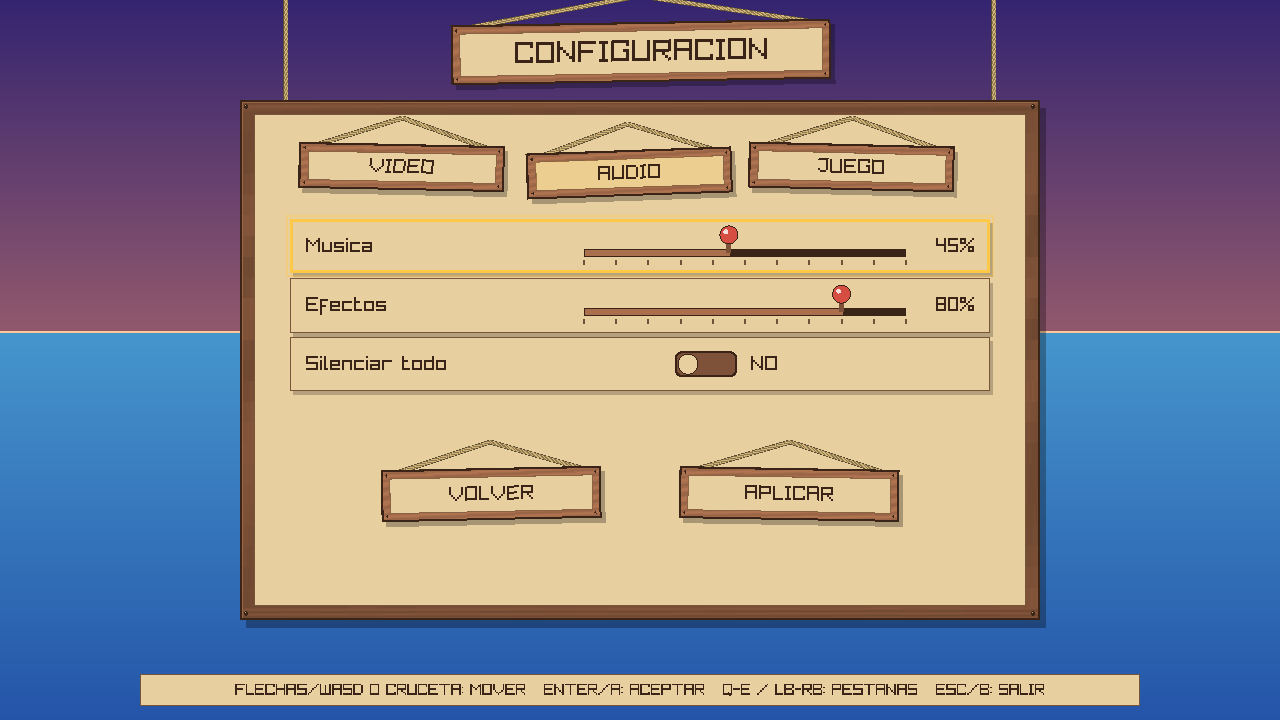 CONFIGURACION
VIDEO
AUDIO
JUEGO
Musica 45%
Efectos 80%
Silenciar todo NO
VOLVER
APLICAR
FLECHAS/WASD O CRUCETA: MOVER ENTER/A: ACEPTAR Q-E / LB-RB: PESTANAS ESC/B: SALIR